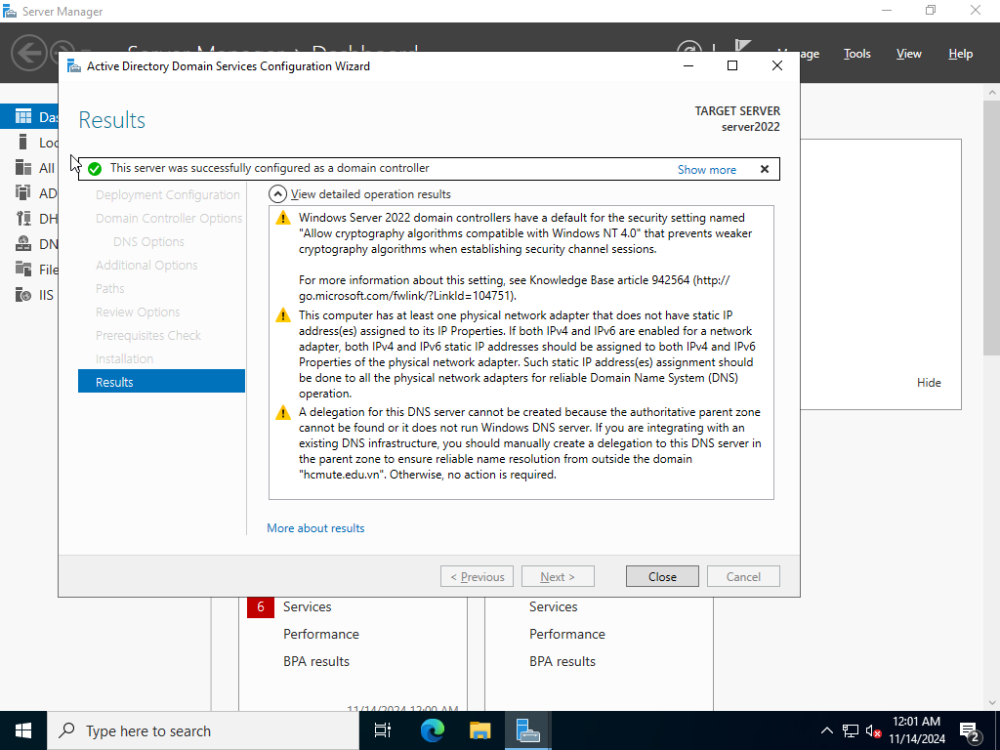 Server Manager
Tools
View
Help
Active Directory Domain Services Configuration Wizard
Results
TARGET SERVER
server2022
This server was successfully configured as a domain controller
Show more
Deployment Configuration
Domain Controller Options
DNS Options
Additional Options
Paths
Review Options
Prerequisites Check
Installation
Results
View detailed operation results
Windows Server 2022 domain controllers have a default for the security setting named
"Allow cryptography algorithms compatible with Windows NT 4.0" that prevents weaker
cryptography algorithms when establishing security channel sessions.
For more information about this setting, see Knowledge Base article 942564 (http://
go.microsoft.com/fwlink/?LinkId=104751).
This computer has at least one physical network adapter that does not have static IP
address(es) assigned to its IP Properties. If both IPv4 and IPv6 are enabled for a network
adapter, both IPv4 and IPv6 static IP addresses should be assigned to both IPv4 and IPv6
Properties of the physical network adapter. Such static IP address(es) assignment should
be done to all the physical network adapters for reliable Domain Name System (DNS)
operation.
A delegation for this DNS server cannot be created because the authoritative parent zone
cannot be found or it does not run Windows DNS server. If you are integrating with an
existing DNS infrastructure, you should manually create a delegation to this DNS server in
the parent zone to ensure reliable name resolution from outside the domain
"hcmute.edu.vn". Otherwise, no action is required.
More about results
< Previous
Next >
Close
Cancel
All
AD
IIS
Hide
6 Services
Performance
BPA results
11/14/2024 12:00 AM
Services
Performance
BPA results
Type here to search
12:01 AM
11/14/2024
2